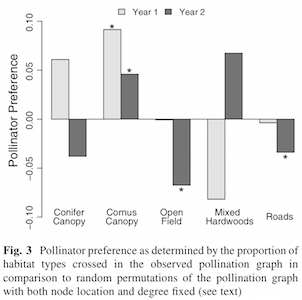 Year 1 Year 2
Pollinator Preference
0.10
0.05
0.00
−0.05
−0.10
*
*
*
*
Conifer Canopy
Cornus Canopy
Open Field
Mixed Hardwoods
Roads
Fig. 3 Pollinator preference as determined by the proportion of
habitat types crossed in the observed pollination graph in
comparison to random permutations of the pollination graph
with both node location and degree fixed (see text)